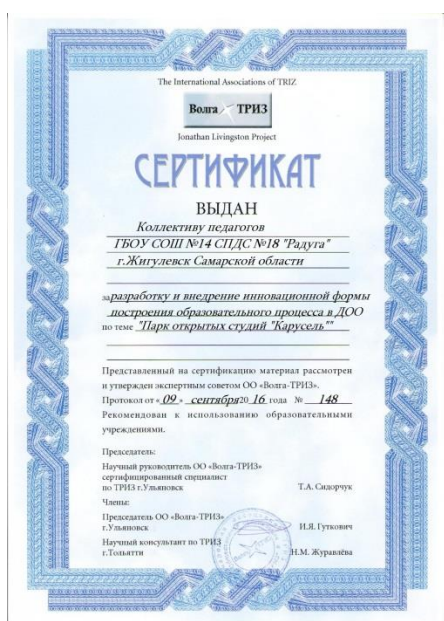 The International Associations of TRIZ
Волга ТРИЗ
Jonathan Livingston Project
СЕРТИФИКАТ
ВЫДАН
Коллективу педагогов
ГБОУ СОШ №14 СПДС №18 "Радуга"
г.Жигулевск Самарской области
за разработку и внедрение инновационной формы
построения образовательного процесса в ДОО
по теме "Парк открытых студий "Карусель""
Представленный на сертификацию материал рассмотрен
и утвержден экспертным советом ОО «Волга-ТРИЗ».
Протокол от « 09 » сентября 20 16 года № 148
Рекомендован к использованию образовательными
учреждениями.
Председатель:
Научный руководитель ОО «Волга-ТРИЗ»
сертифицированный специалист
по ТРИЗ г.Ульяновск Т.А. Сидорчук
Члены:
Председатель ОО «Волга-ТРИЗ»
г.Ульяновск И.Я. Гуткович
Научный консультант по ТРИЗ
г.Тольятти Н.М. Журавлёва